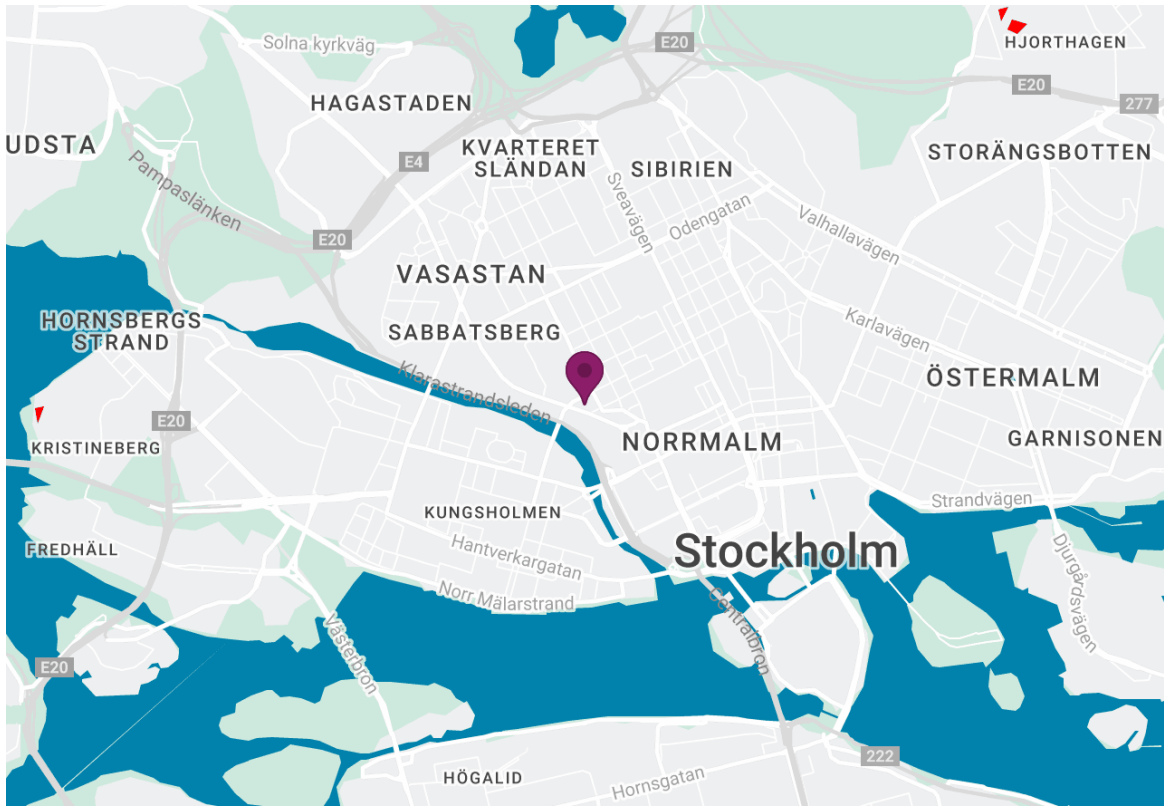 Solna kyrkväg
E20
HJORTHAGEN
E20
277
HAGASTADEN
UDSTA
KVARTERET
SLÄNDAN
E4
SIBIRIEN
STORÄNGSBOTTEN
Pampaslänken
Sveavägen
Odengatan
Valhallavägen
E20
VASASTAN
HORNSBERGS
STRAND
SABBATSBERG
Karlavägen
Klarastrandsleden
ÖSTERMALM
E20
KRISTINEBERG
NORRMALM
GARNISONEN
Strandvägen
KUNGSHOLMEN
FREDHÄLL
Hantverkargatan
Stockholm
Djurgårdsvägen
Norr Mälarstrand
Centralbron
Västerbron
E20
222
HÖGALID
Hornsgatan